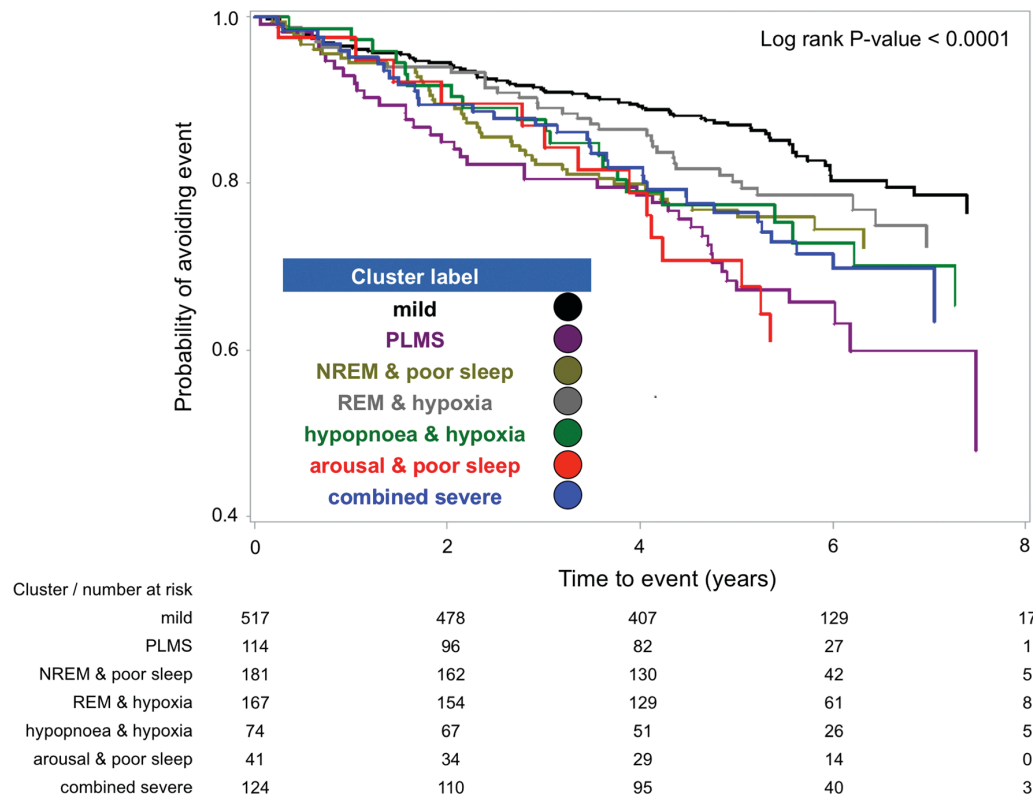 1.0
Log rank P-value < 0.0001
0.8
Probability of avoiding event
Cluster label
mild
PLMS
NREM & poor sleep
REM & hypoxia
hypopnoea & hypoxia
arousal & poor sleep
combined severe
0.6
0.4
0 2 4 6 8
Time to event (years)
Cluster / number at risk
mild 517 478 407 129 17
PLMS 114 96 82 27 1
NREM & poor sleep 181 162 130 42 5
REM & hypoxia 167 154 129 61 8
hypopnoea & hypoxia 74 67 51 26 5
arousal & poor sleep 41 34 29 14 0
combined severe 124 110 95 40 3